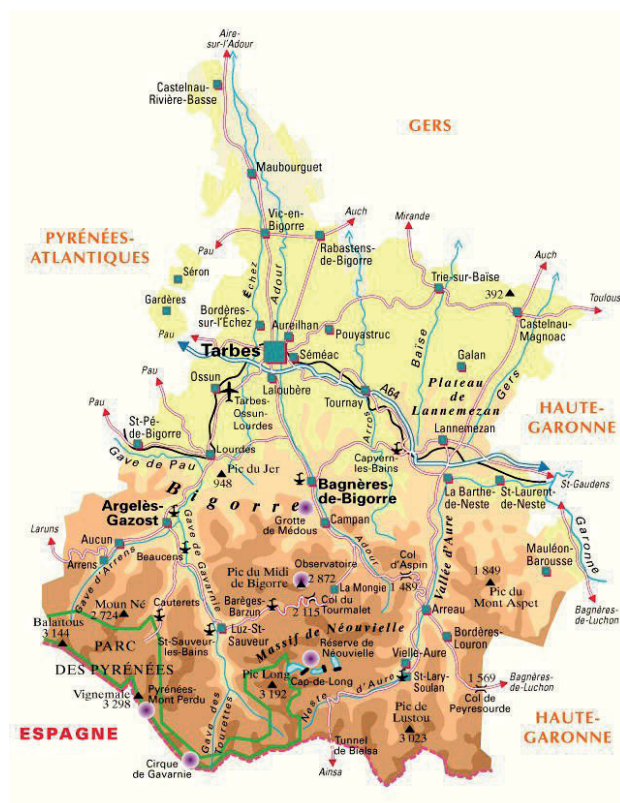 Aire-
sur-l'Adour
Castelnau-
Rivière-Basse
GERS
Maubourguet
Vic-en-
Bigorre
Auch
Mirande
PYRÉNÉES-
ATLANTIQUES
Pau
Rabastens-
de-Bigorre
Auch
Séron
Échez
Adour
Trie-sur-Baïse
392
Toulous
Gardères
Bordères-
sur-l'Échez
Aureilhan
Pouyastruc
Castelnau-
Magnoac
Pau
Baïse
Tarbes
Séméac
Galan
Gers
Pau
Ossun
Laloubère
A64
Plateau
de
Lannemezan
Tarbes-
Ossun-
Lourdes
Tournay
Arros
HAUTE-
GARONNE
Pau
St-Pé-
de-Bigorre
Lannemezan
Lourdes
Capvern-
les-Bains
Gave de Pau
Pic du Jer
948
St-Gaudens
Bagnères-
de-Bigorre
La Barthe-
de-Neste
St-Laurent-
de-Neste
Bigorre
Argelès-
Gazost
Grotte
de Médous
Campan
Garonne
Laruns
Aucun
Arrens
Beaucens
Gave d'Arrens
Gave de Gavarnie
Adour
Col
d'Aspin
1 489
Vallée d'Aure
Mauléon-
Barousse
Observatoire
Pic du Midi
de Bigorre
2 872
La Mongie
1 849
Pic
du Mont Aspet
Moun Né
2 724
Cauterets
Barèges-
Barzun
2 115
Col du
Tourmalet
Arreau
Bagnères-
de-Luchon
Balaïtous
3 144
PARC
DES PYRÉNÉES
St-Sauveur-
les-Bains
Luz-St-
Sauveur
Massif de Néouvielle
Réserve de
Néouvielle
Bordères-
Louron
Vielle-Aure
Pic Long
3 192
Cap-de-Long
St-Lary-
Soulan
1 569
Col de
Peyresourde
Bagnères-
de-Luchon
Vignemale
3 298
Pyrénées-
Mont Perdu
Neste d'Aure
Gave des
Tourettes
Pic de
Lustou
3 023
HAUTE-
GARONNE
ESPAGNE
Tunnel
de Bielsa
Cirque
de Gavarnie
Ainsa